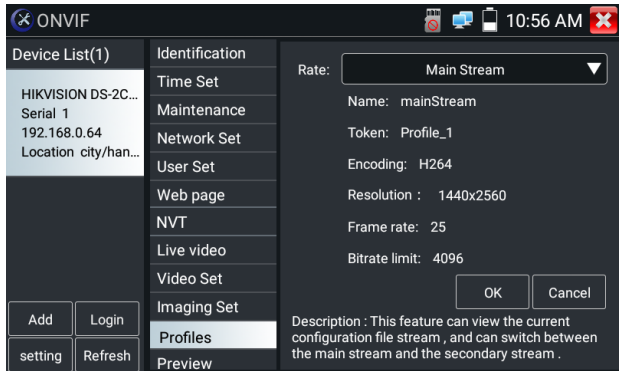 ONVIF
10:56 AM
Device List(1)
HIKVISION DS-2C...
Serial 1
192.168.0.64
Location city/han...
Add
Login
setting
Refresh
Identification
Time Set
Maintenance
Network Set
User Set
Web page
NVT
Live video
Video Set
Imaging Set
Profiles
Preview
Rate: Main Stream
Name: mainStream
Token: Profile_1
Encoding: H264
Resolution : 1440x2560
Frame rate: 25
Bitrate limit: 4096
OK
Cancel
Description : This feature can view the current
configuration file stream , and can switch between
the main stream and the secondary stream .